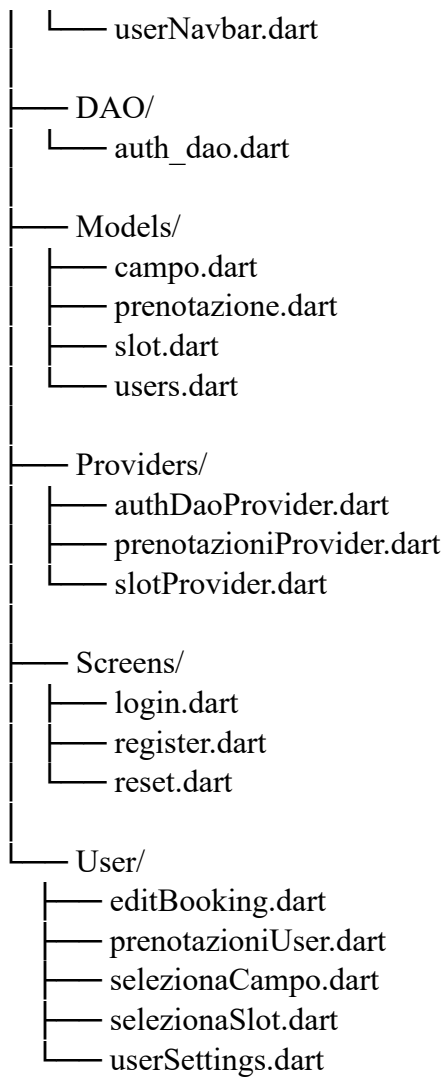 userNavbar.dart
DAO/
auth_dao.dart
Models/
campo.dart
prenotazione.dart
slot.dart
users.dart
Providers/
authDaoProvider.dart
prenotazioniProvider.dart
slotProvider.dart
Screens/
login.dart
register.dart
reset.dart
User/
editBooking.dart
prenotazioniUser.dart
selezionaCampo.dart
selezionaSlot.dart
userSettings.dart